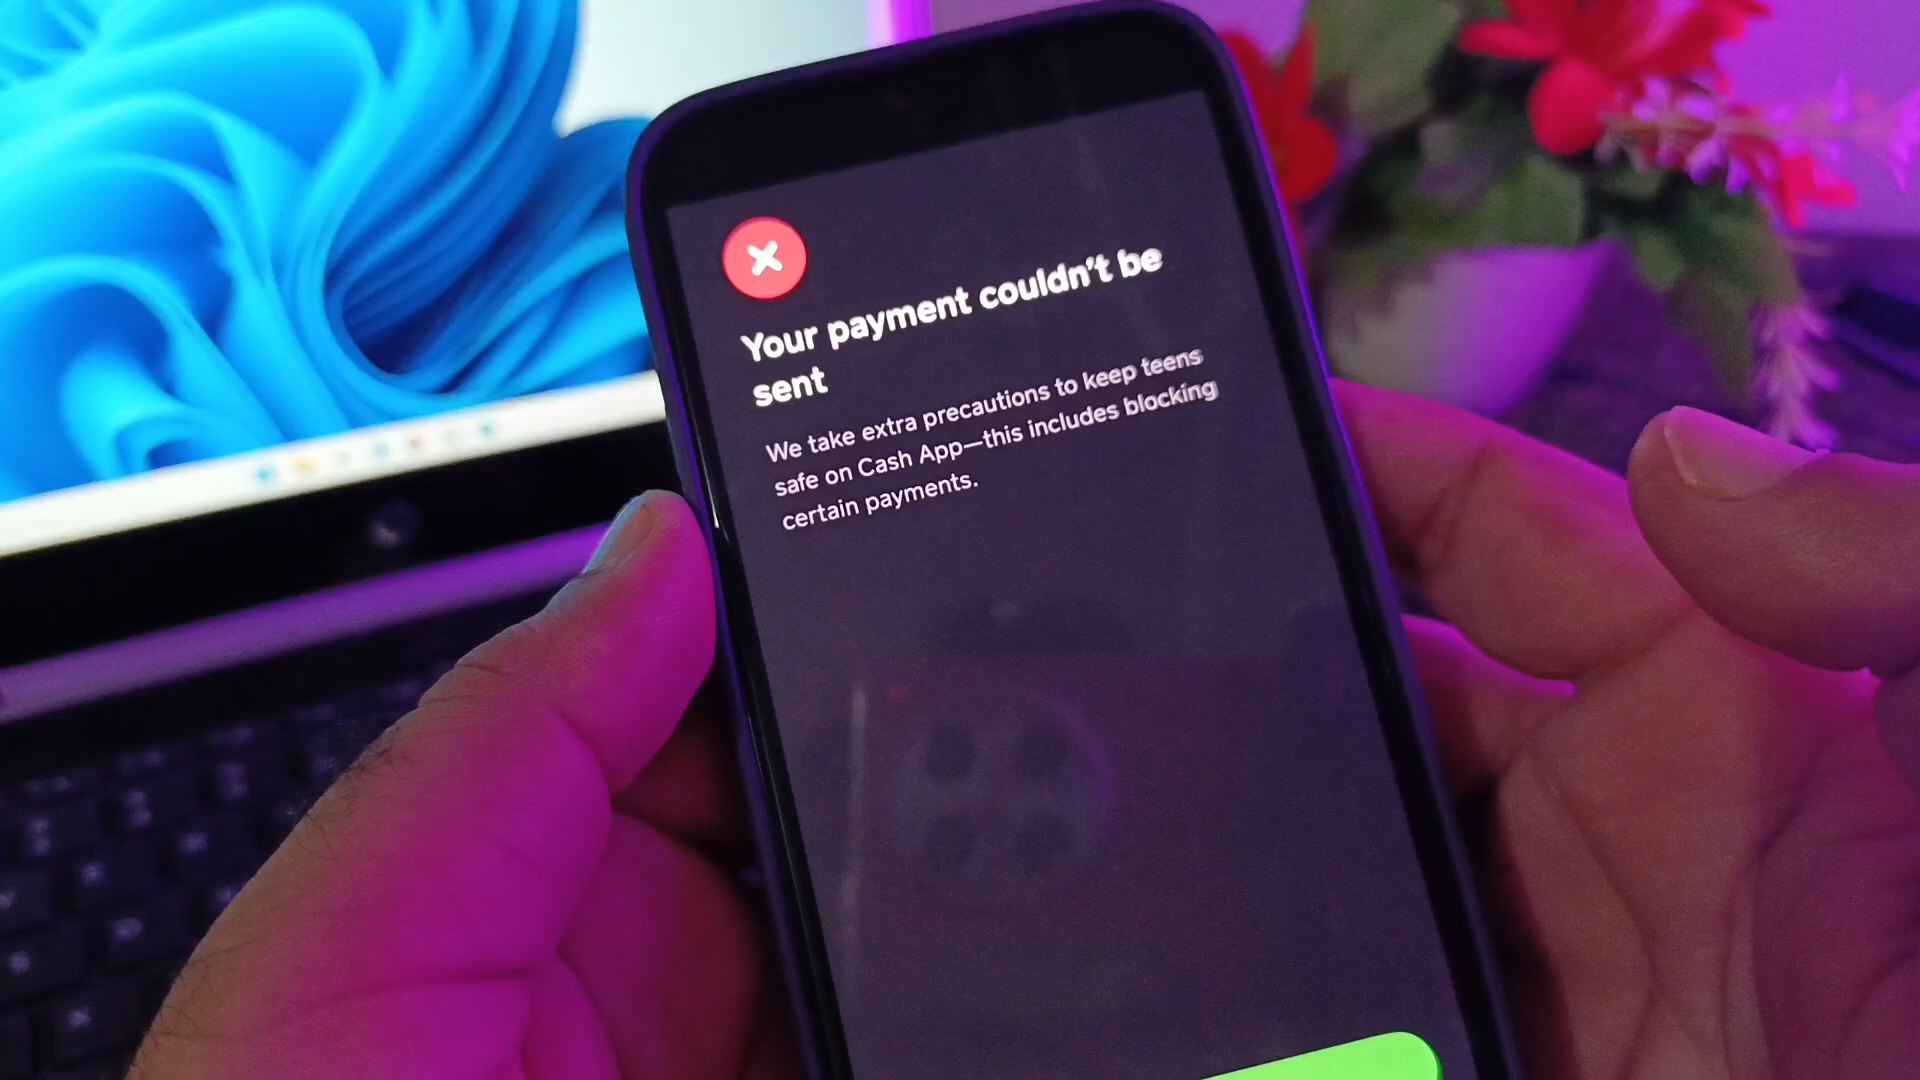 Your payment couldn't be
sent
We take extra precautions to keep teens
safe on Cash App—this includes blocking
certain payments.